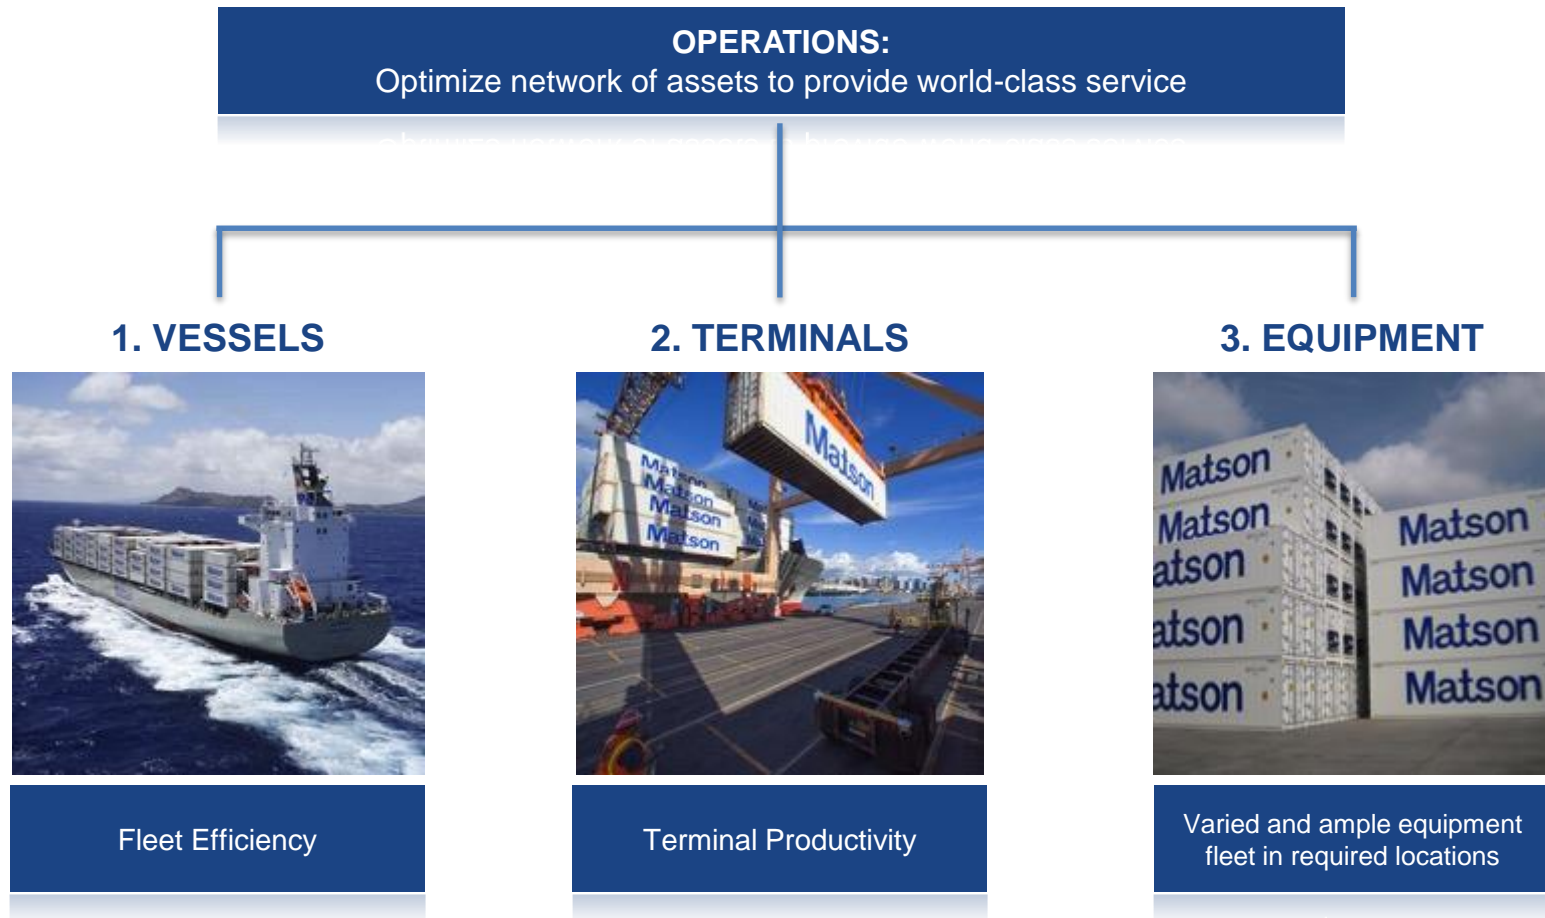 OPERATIONS:
Optimize network of assets to provide world-class service
1. VESSELS
2. TERMINALS
3. EQUIPMENT
Matson
Matson
Matson
Matson
Matson
Matson
Matson
atson
atson
atson
Matson
Matson
Matson
Matson
Fleet Efficiency
Terminal Productivity
Varied and ample equipment
fleet in required locations